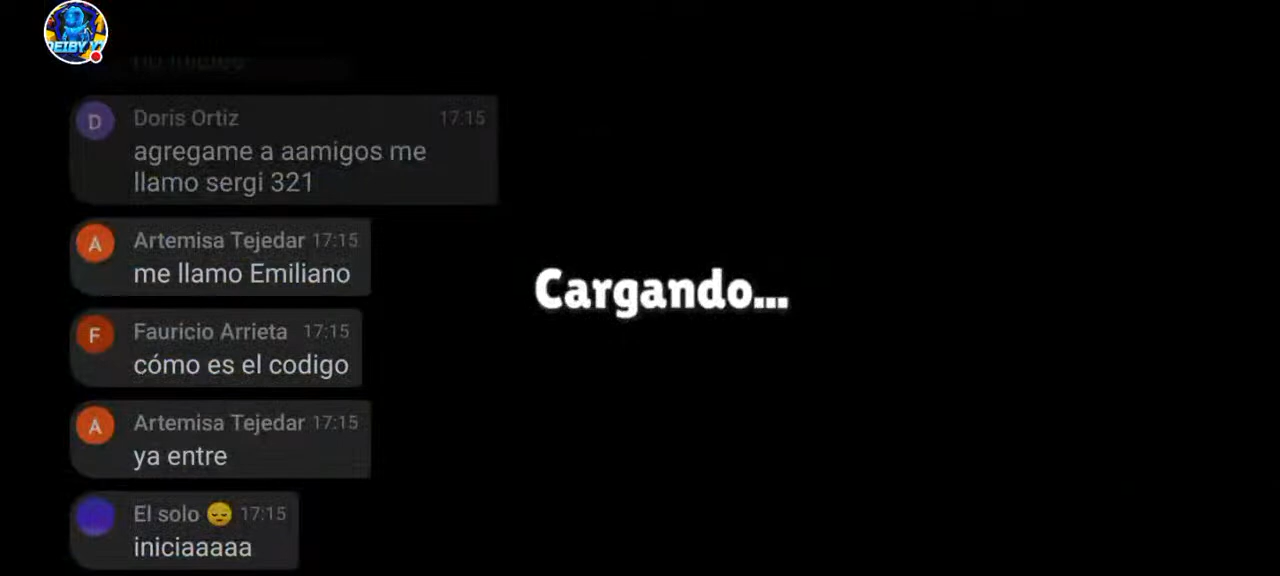 Doris Ortiz 17:15
agregame a aamigos me
llamo sergi 321
Artemisa Tejedar 17:15
me llamo Emiliano
Fauricio Arrieta 17:15
cómo es el codigo
Artemisa Tejedar 17:15
ya entre
El solo 😔 17:15
iniciaaaaa
Cargando...